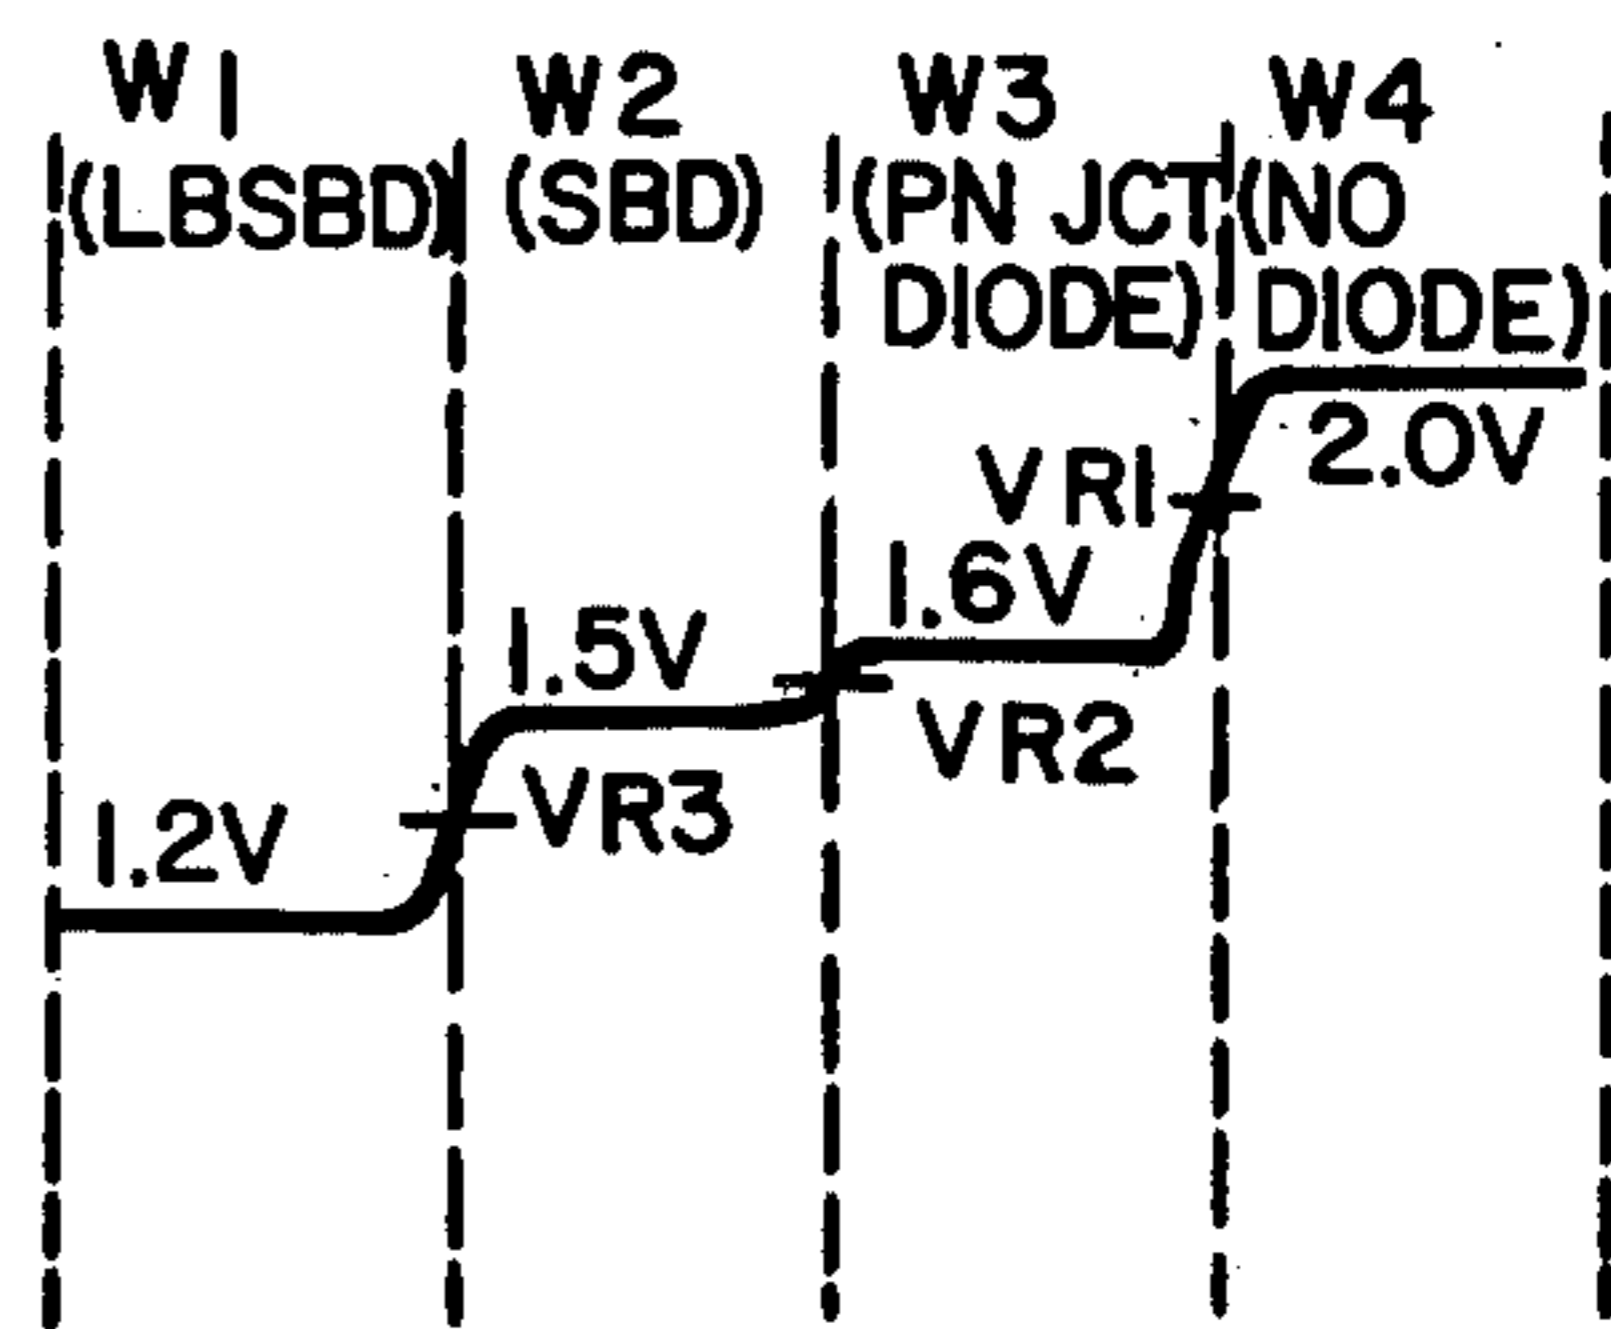 W1 W2 W3 W4
(LBSBD) (SBD) (PN JCT (NO
DIODE) DIODE)
2.0V
VR1
1.6V
1.5V
VR2
VR3
1.2V